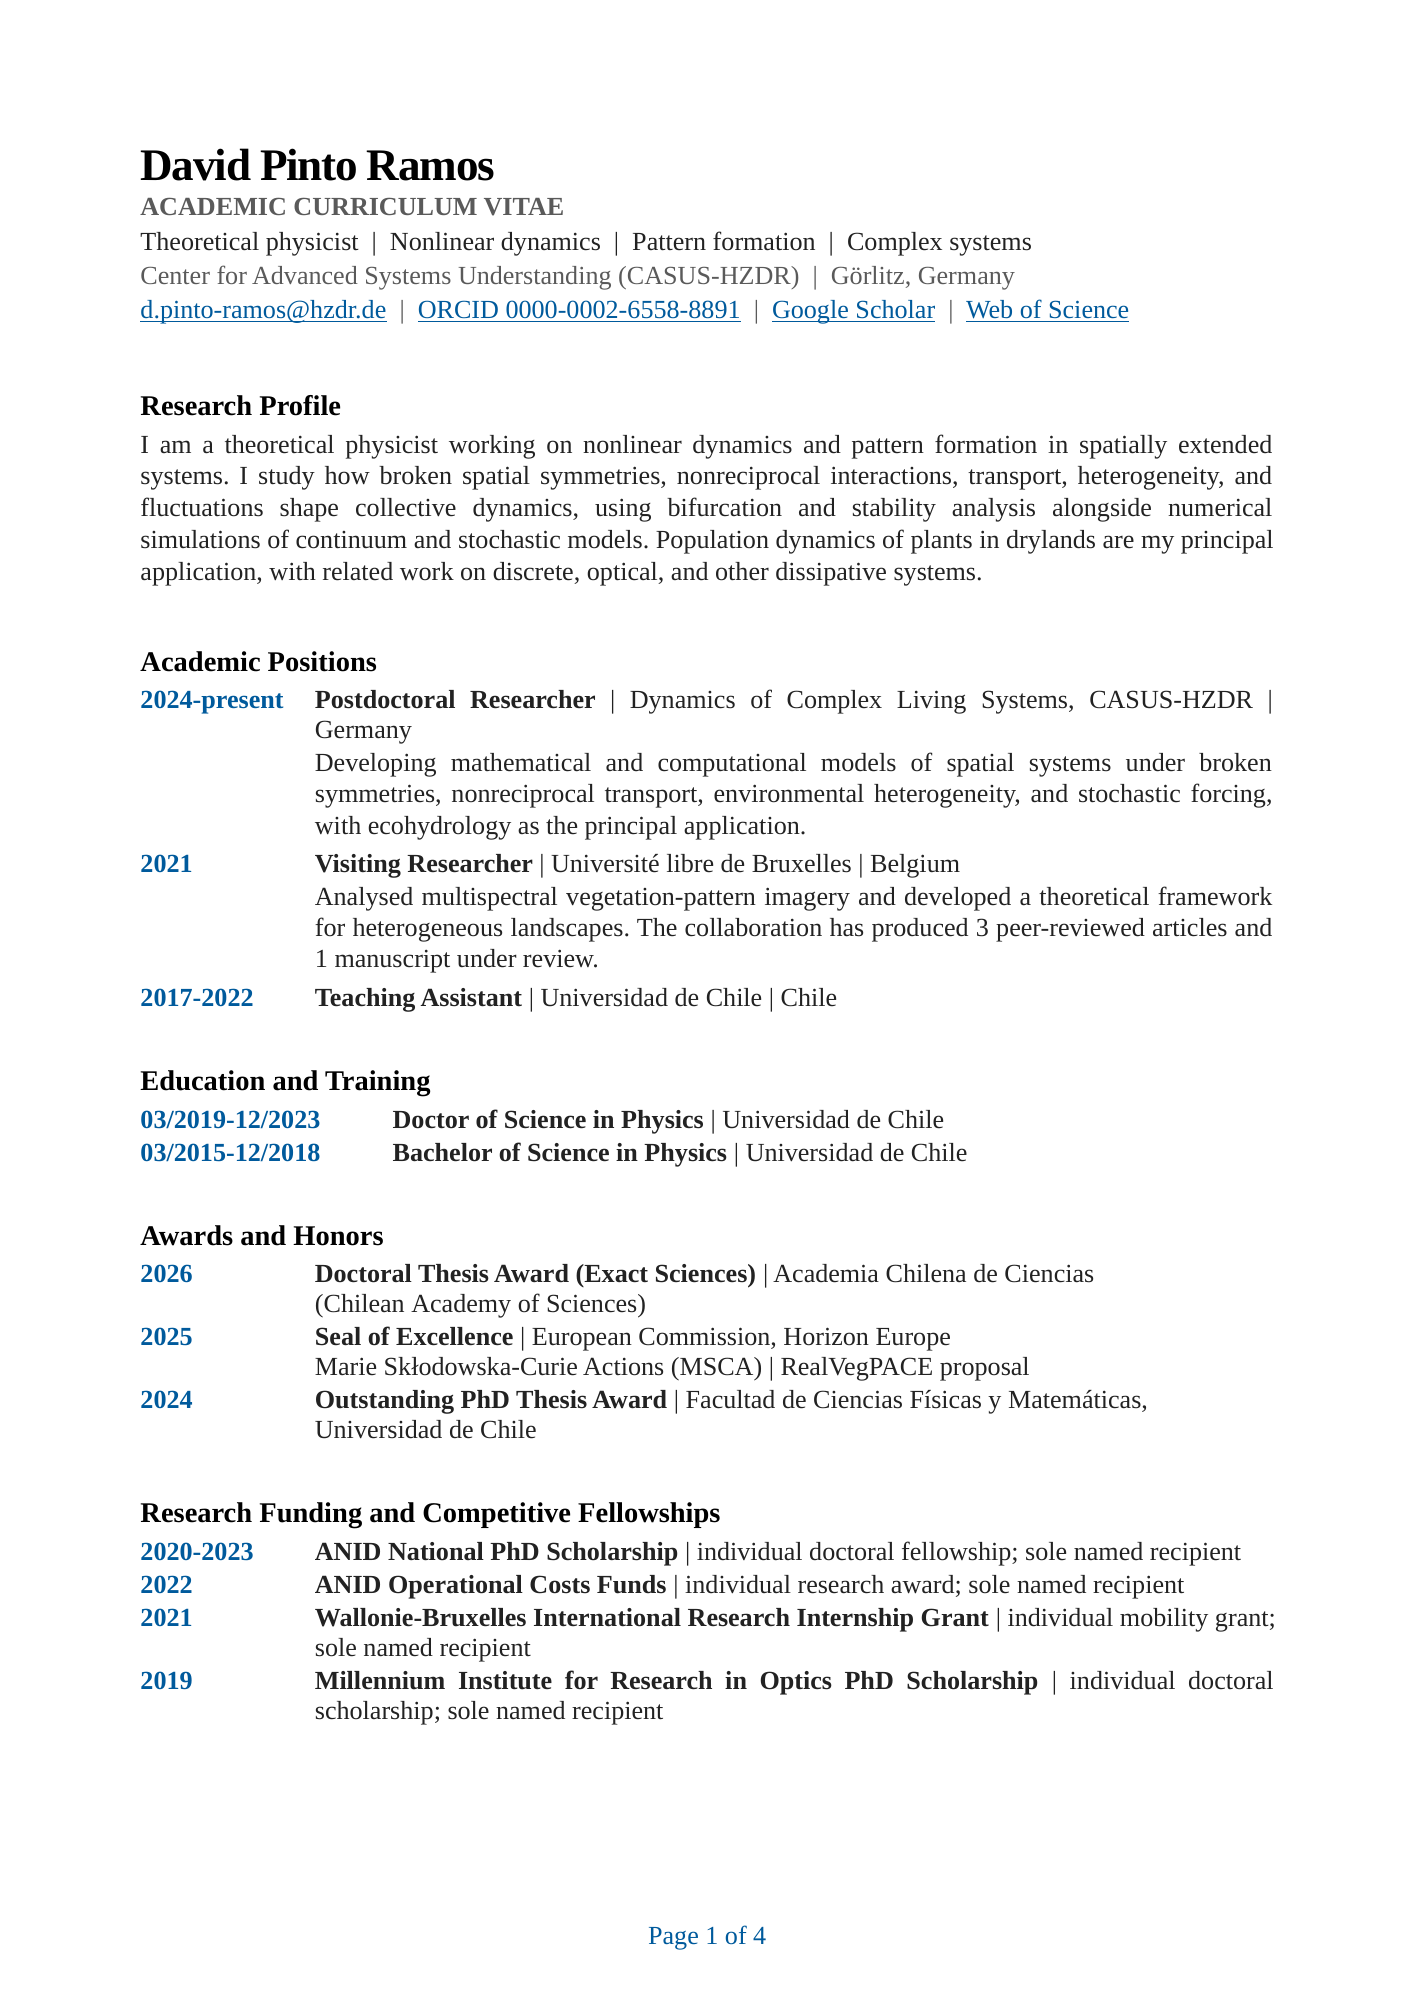 David Pinto Ramos
ACADEMIC CURRICULUM VITAE
Theoretical physicist | Nonlinear dynamics | Pattern formation | Complex systems
Center for Advanced Systems Understanding (CASUS-HZDR) | Görlitz, Germany
d.pinto-ramos@hzdr.de | ORCID 0000-0002-6558-8891 | Google Scholar | Web of Science
Research Profile
I am a theoretical physicist working on nonlinear dynamics and pattern formation in spatially extended
systems. I study how broken spatial symmetries, nonreciprocal interactions, transport, heterogeneity, and
fluctuations shape collective dynamics, using bifurcation and stability analysis alongside numerical
simulations of continuum and stochastic models. Population dynamics of plants in drylands are my principal
application, with related work on discrete, optical, and other dissipative systems.
Academic Positions
2024-present Postdoctoral Researcher | Dynamics of Complex Living Systems, CASUS-HZDR |
Germany
Developing mathematical and computational models of spatial systems under broken
symmetries, nonreciprocal transport, environmental heterogeneity, and stochastic forcing,
with ecohydrology as the principal application.
2021 Visiting Researcher | Université libre de Bruxelles | Belgium
Analysed multispectral vegetation-pattern imagery and developed a theoretical framework
for heterogeneous landscapes. The collaboration has produced 3 peer-reviewed articles and
1 manuscript under review.
2017-2022 Teaching Assistant | Universidad de Chile | Chile
Education and Training
03/2019-12/2023 Doctor of Science in Physics | Universidad de Chile
03/2015-12/2018 Bachelor of Science in Physics | Universidad de Chile
Awards and Honors
2026 Doctoral Thesis Award (Exact Sciences) | Academia Chilena de Ciencias
(Chilean Academy of Sciences)
2025 Seal of Excellence | European Commission, Horizon Europe
Marie Skłodowska-Curie Actions (MSCA) | RealVegPACE proposal
2024 Outstanding PhD Thesis Award | Facultad de Ciencias Físicas y Matemáticas,
Universidad de Chile
Research Funding and Competitive Fellowships
2020-2023 ANID National PhD Scholarship | individual doctoral fellowship; sole named recipient
2022 ANID Operational Costs Funds | individual research award; sole named recipient
2021 Wallonie-Bruxelles International Research Internship Grant | individual mobility grant;
sole named recipient
2019 Millennium Institute for Research in Optics PhD Scholarship | individual doctoral
scholarship; sole named recipient
Page 1 of 4